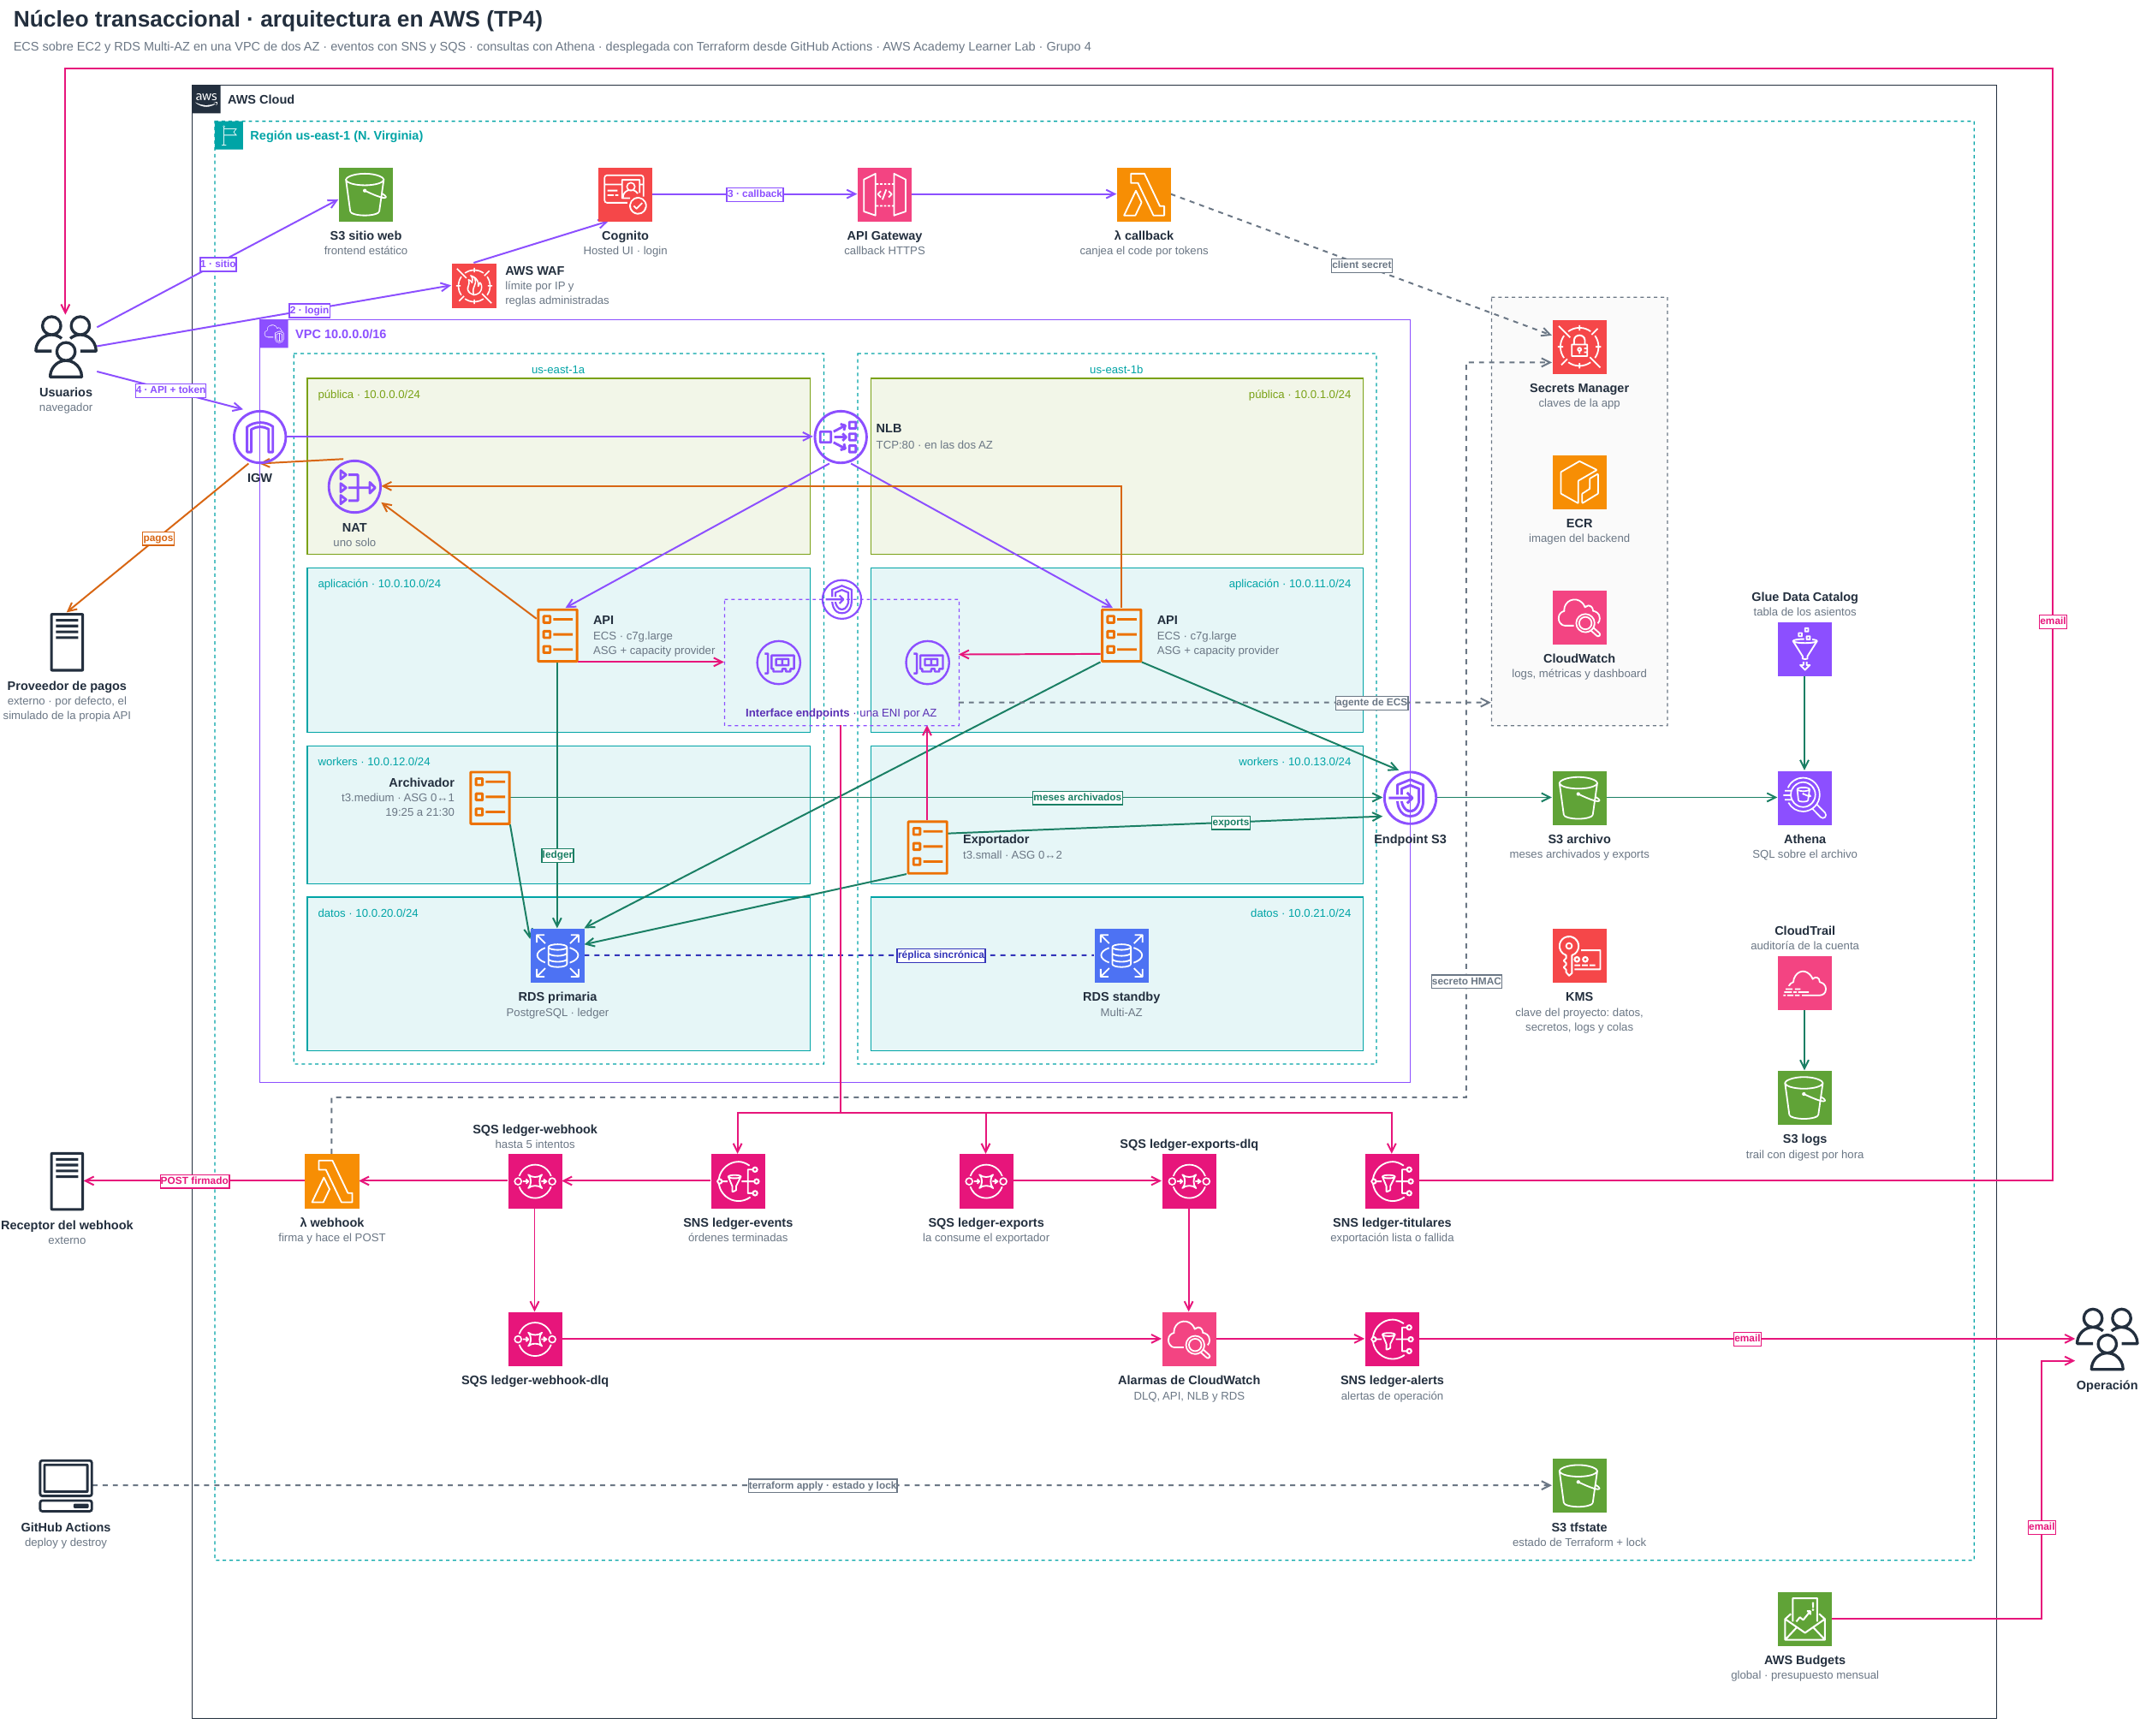 Núcleo transaccional · arquitectura en AWS (TP4)
ECS sobre EC2 y RDS Multi-AZ en una VPC de dos AZ · eventos con SNS y SQS · consultas con Athena · desplegada con Terraform desde GitHub Actions · AWS Academy Learner Lab · Grupo 4
aws
AWS Cloud
Región us-east-1 (N. Virginia)
S3 sitio web
frontend estático
Cognito
Hosted UI · login
3 · callback
API Gateway
callback HTTPS
λ callback
canjea el code por tokens
1 · sitio
AWS WAF
límite por IP y
reglas administradas
client secret
2 · login
Usuarios
navegador
4 · API + token
VPC 10.0.0.0/16
us-east-1a
us-east-1b
pública · 10.0.0.0/24
pública · 10.0.1.0/24
IGW
NLB
TCP:80 · en las dos AZ
NAT
uno solo
pagos
Secrets Manager
claves de la app
ECR
imagen del backend
CloudWatch
logs, métricas y dashboard
aplicación · 10.0.10.0/24
aplicación · 10.0.11.0/24
API
ECS · c7g.large
ASG + capacity provider
API
ECS · c7g.large
ASG + capacity provider
Interface endpoints · una ENI por AZ
agente de ECS
Glue Data Catalog
tabla de los asientos
email
Proveedor de pagos
externo · por defecto, el
simulado de la propia API
workers · 10.0.12.0/24
workers · 10.0.13.0/24
Archivador
t3.medium · ASG 0↔1
19:25 a 21:30
meses archivados
exports
Exportador
t3.small · ASG 0↔2
ledger
Endpoint S3
S3 archivo
meses archivados y exports
Athena
SQL sobre el archivo
datos · 10.0.20.0/24
datos · 10.0.21.0/24
réplica sincrónica
RDS primaria
PostgreSQL · ledger
RDS standby
Multi-AZ
secreto HMAC
KMS
clave del proyecto: datos,
secretos, logs y colas
CloudTrail
auditoría de la cuenta
S3 logs
trail con digest por hora
SQS ledger-webhook
hasta 5 intentos
SQS ledger-exports-dlq
POST firmado
Receptor del webhook
externo
λ webhook
firma y hace el POST
SNS ledger-events
órdenes terminadas
SQS ledger-exports
la consume el exportador
SNS ledger-titulares
exportación lista o fallida
SQS ledger-webhook-dlq
Alarmas de CloudWatch
DLQ, API, NLB y RDS
SNS ledger-alerts
alertas de operación
email
Operación
GitHub Actions
deploy y destroy
terraform apply · estado y lock
S3 tfstate
estado de Terraform + lock
email
AWS Budgets
global · presupuesto mensual